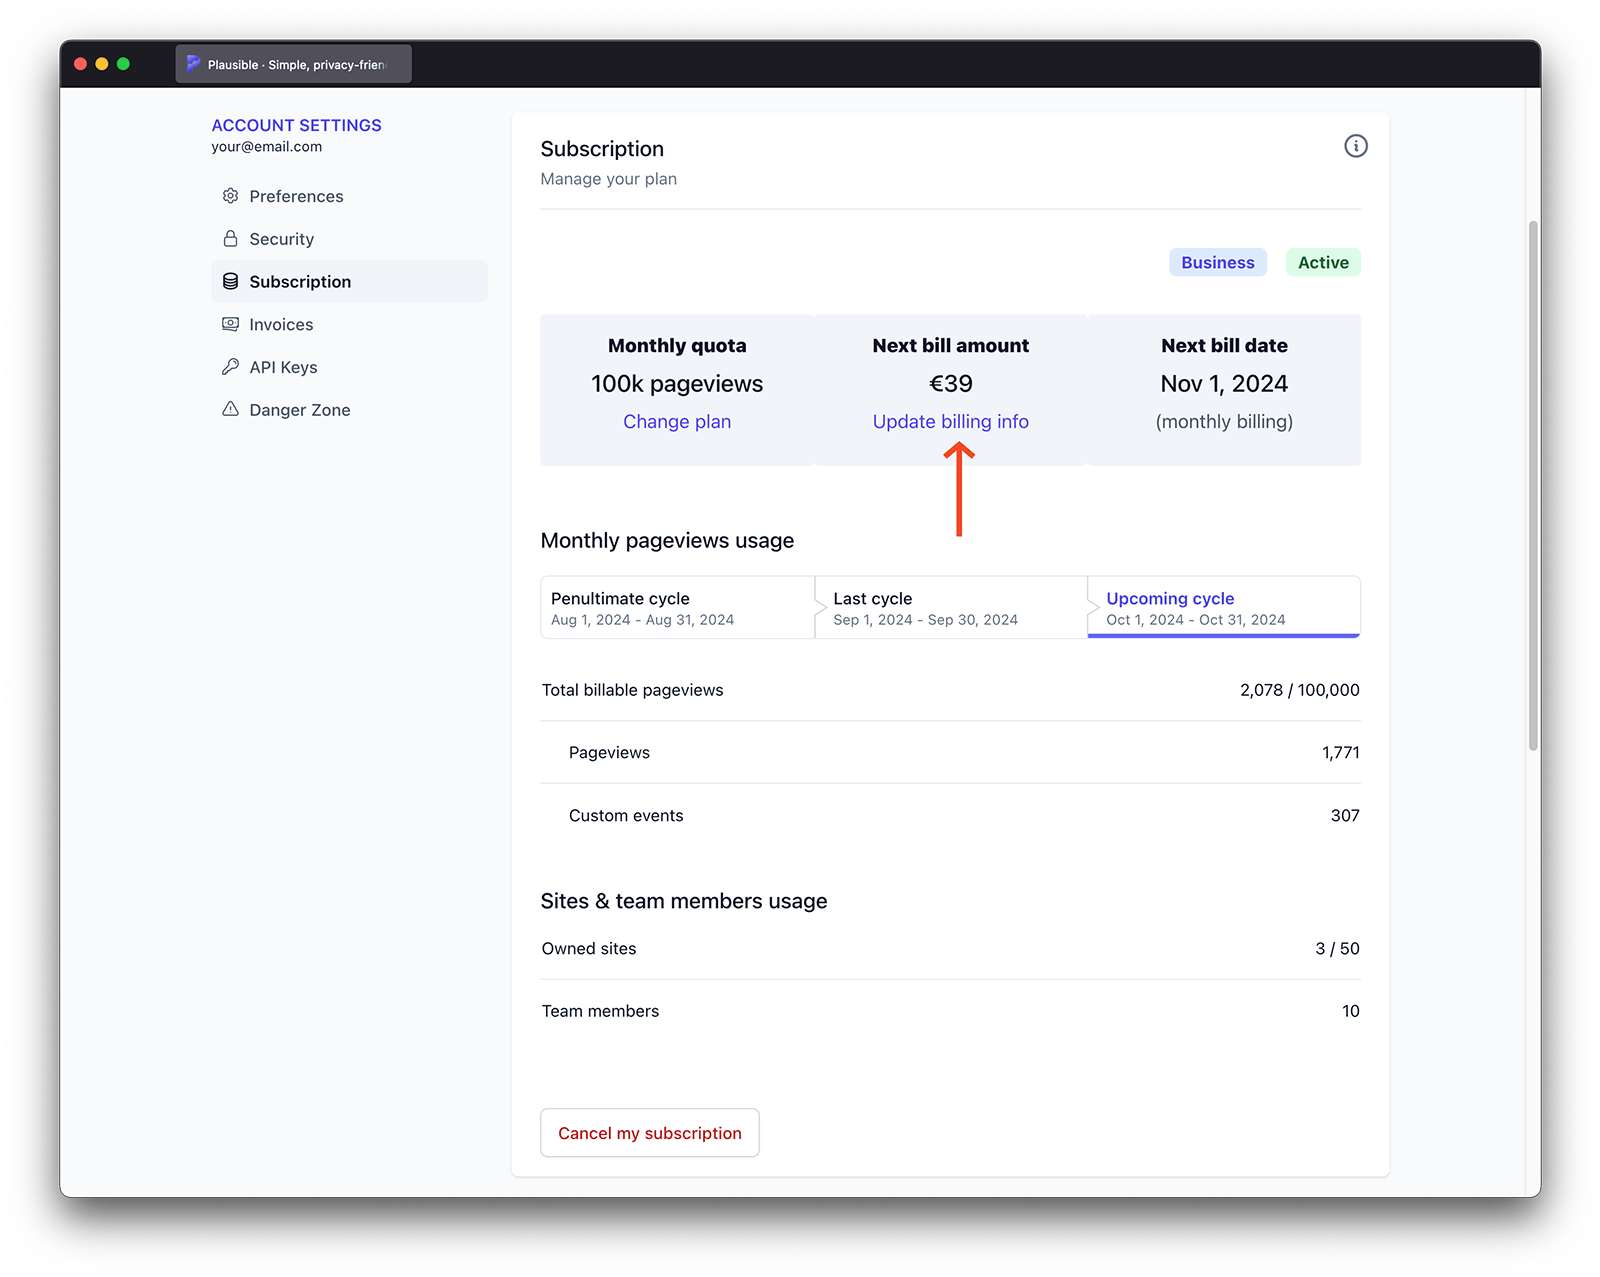 Plausible · Simple, privacy-frien
ACCOUNT SETTINGS
your@email.com
Preferences
Security
Subscription
Invoices
API Keys
Danger Zone
Subscription
Manage your plan
Business
Active
Monthly quota
100k pageviews
Change plan
Next bill amount
€39
Update billing info
Next bill date
Nov 1, 2024
(monthly billing)
Monthly pageviews usage
Penultimate cycle
Aug 1, 2024 - Aug 31, 2024
Last cycle
Sep 1, 2024 - Sep 30, 2024
Upcoming cycle
Oct 1, 2024 - Oct 31, 2024
Total billable pageviews 2,078 / 100,000
Pageviews 1,771
Custom events 307
Sites & team members usage
Owned sites 3 / 50
Team members 10
Cancel my subscription